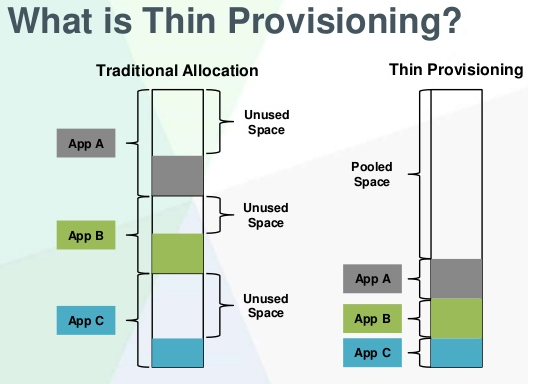 What is Thin Provisioning?
Traditional Allocation
App A
Unused
Space
App B
Unused
Space
App C
Unused
Space
Thin Provisioning
Pooled
Space
App A
App B
App C